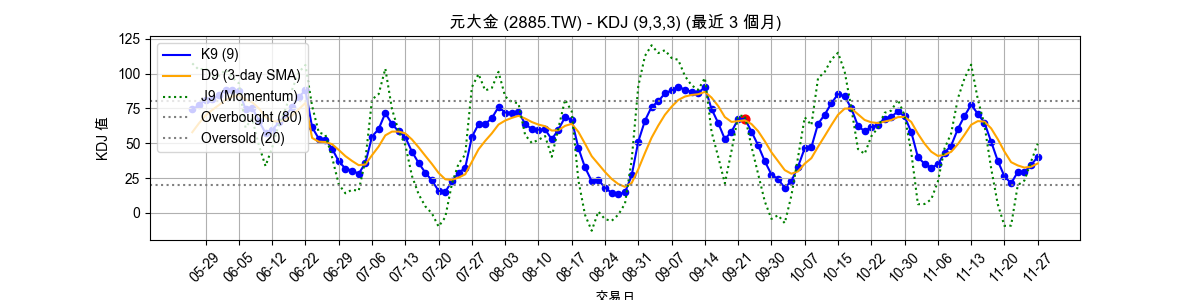 元大金 (2885.TW) - KDJ (9,3,3) (最近 3 個月)
KDJ 值
125
100
75
50
25
0
K9 (9)
D9 (3-day SMA)
J9 (Momentum)
Overbought (80)
Oversold (20)
05-29 06-05 06-12 06-22 06-29 07-06 07-13 07-20 07-27 08-03 08-10 08-17 08-24 08-31 09-07 09-14 09-21 09-30 10-07 10-15 10-22 10-30 11-06 11-13 11-20 11-27
交易日